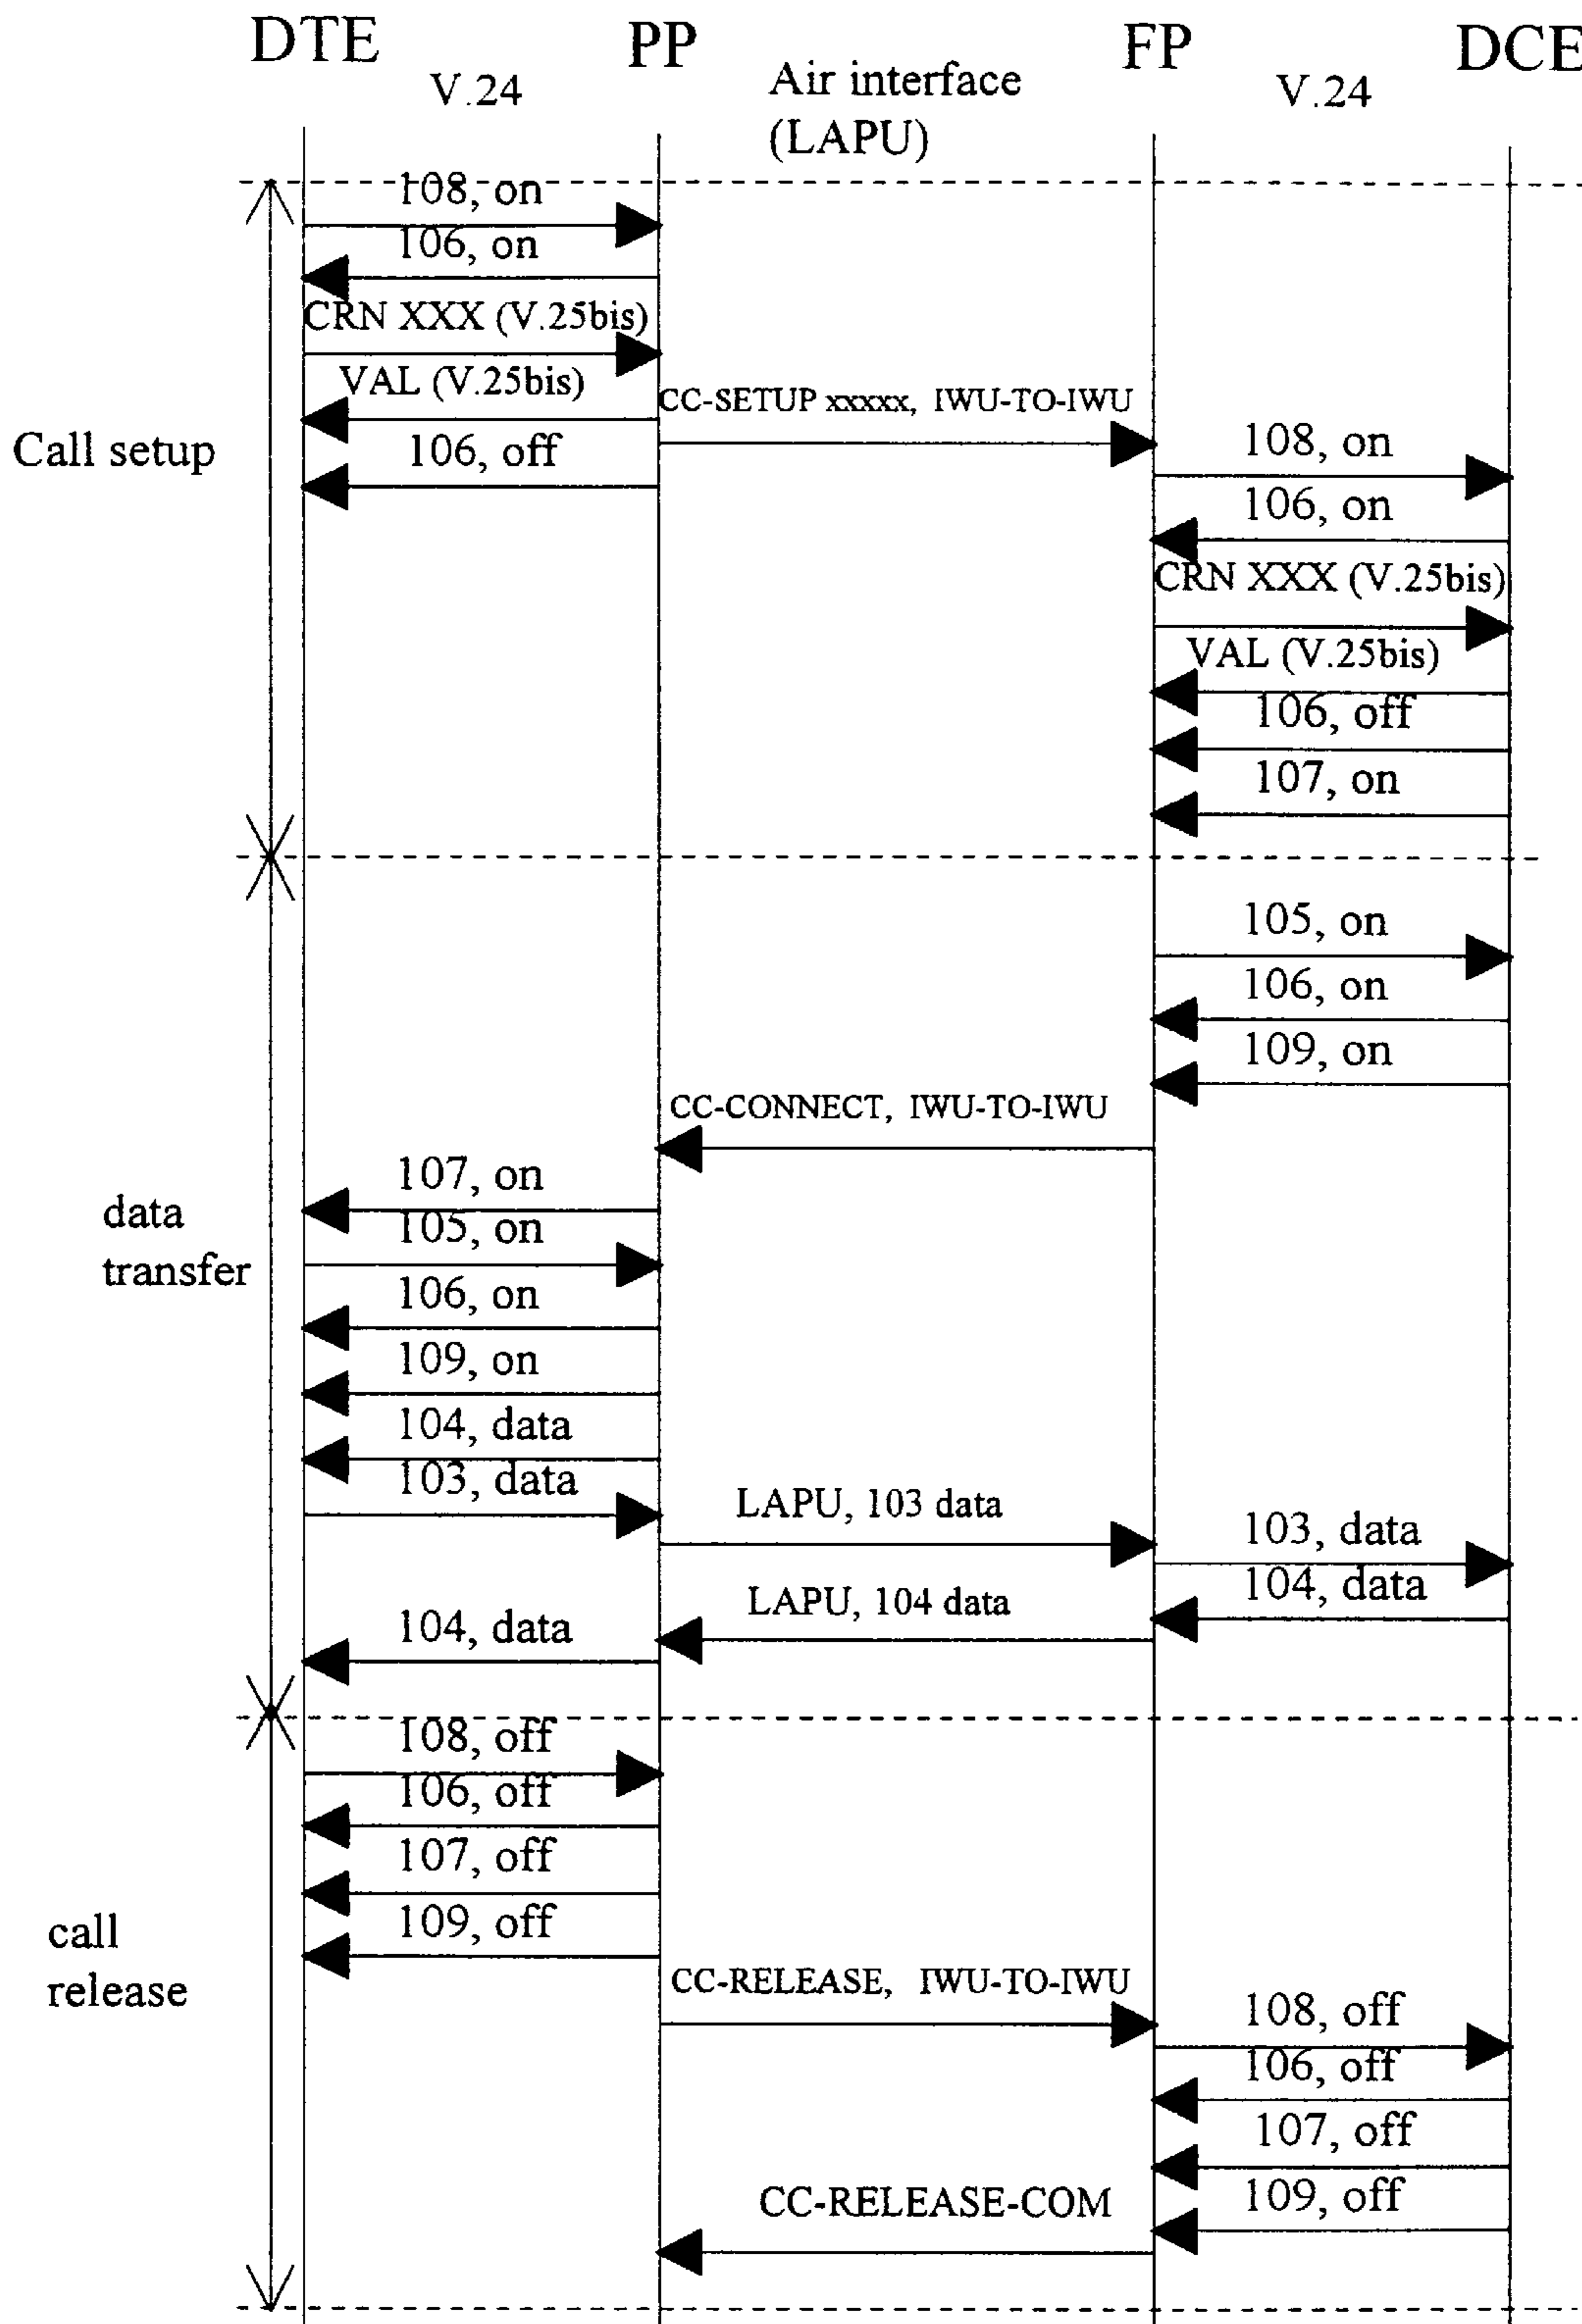 DTE
PP
FP
DCE
V.24
Air interface
(LAPU)
V.24
108, on
106, on
CRN XXX (V.25bis)
VAL (V.25bis)
CC-SETUP xxxxx, IWU-TO-IWU
Call setup
106, off
108, on
106, on
CRN XXX (V.25bis)
VAL (V.25bis)
106, off
107, on
105, on
106, on
109, on
CC-CONNECT, IWU-TO-IWU
107, on
data
transfer
105, on
106, on
109, on
104, data
103, data
LAPU, 103 data
103, data
104, data
LAPU, 104 data
104, data
108, off
106, off
107, off
109, off
call
release
CC-RELEASE, IWU-TO-IWU
108, off
106, off
107, off
109, off
CC-RELEASE-COM